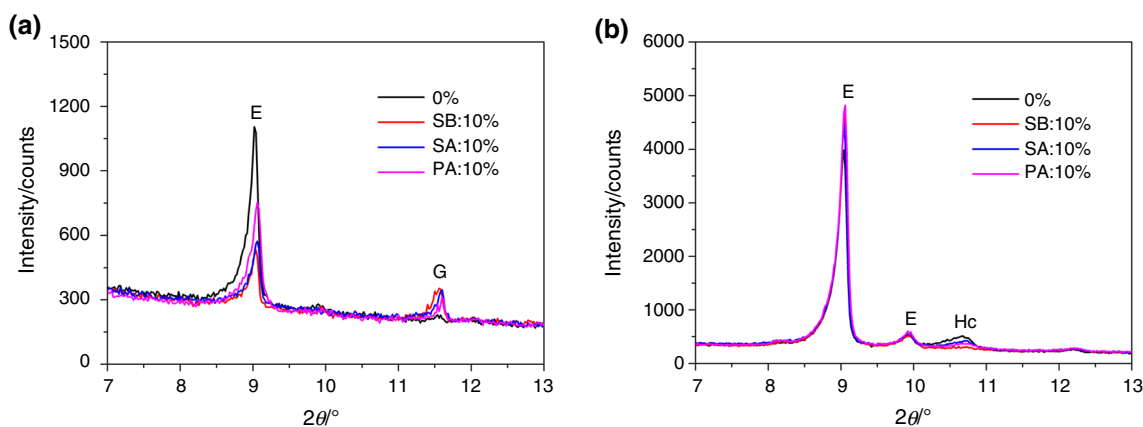 (a)
1500
1200
900
600
300
0
Intensity/counts
E
G
0%
SB:10%
SA:10%
PA:10%
7 8 9 10 11 12 13
2θ/°
(b)
6000
5000
4000
3000
2000
1000
0
Intensity/counts
E
E
Hc
0%
SB:10%
SA:10%
PA:10%
7 8 9 10 11 12 13
2θ/°